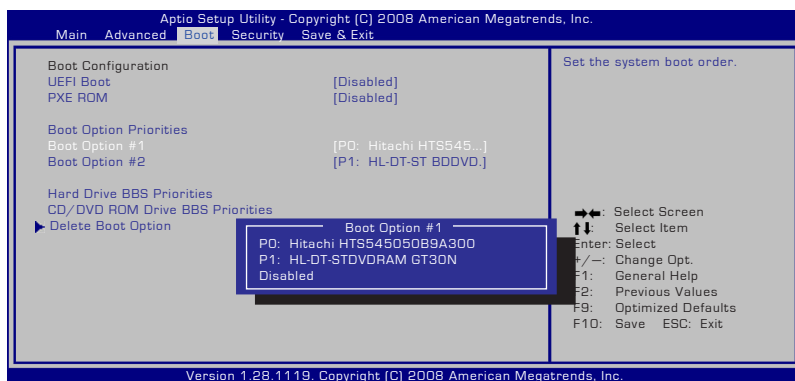 Aptio Setup Utility - Copyright (C) 2008 American Megatrends, Inc.
Main Advanced Boot Security Save & Exit
Boot Configuration
UEFI Boot [Disabled]
PXE ROM [Disabled]
Boot Option Priorities
Boot Option #1 [P0: Hitachi HTS545...]
Boot Option #2 [P1: HL-DT-ST BDDVD.]
Hard Drive BBS Priorities
CD/DVD ROM Drive BBS Priorities
Delete Boot Option
Boot Option #1
P0: Hitachi HTS545050B9A300
P1: HL-DT-STDVDRAM GT30N
Disabled
Set the system boot order.
→←: Select Screen
↑↓: Select Item
Enter: Select
+/—: Change Opt.
F1: General Help
F2: Previous Values
F9: Optimized Defaults
F10: Save ESC: Exit
Version 1.28.1119. Copyright (C) 2008 American Megatrends, Inc.